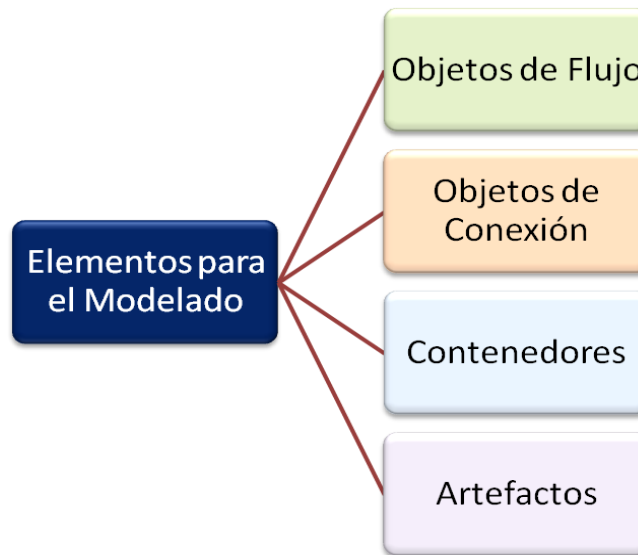 Objetos de Flujo
Objetos de
Conexión
Elementos para
el Modelado
Contenedores
Artefactos